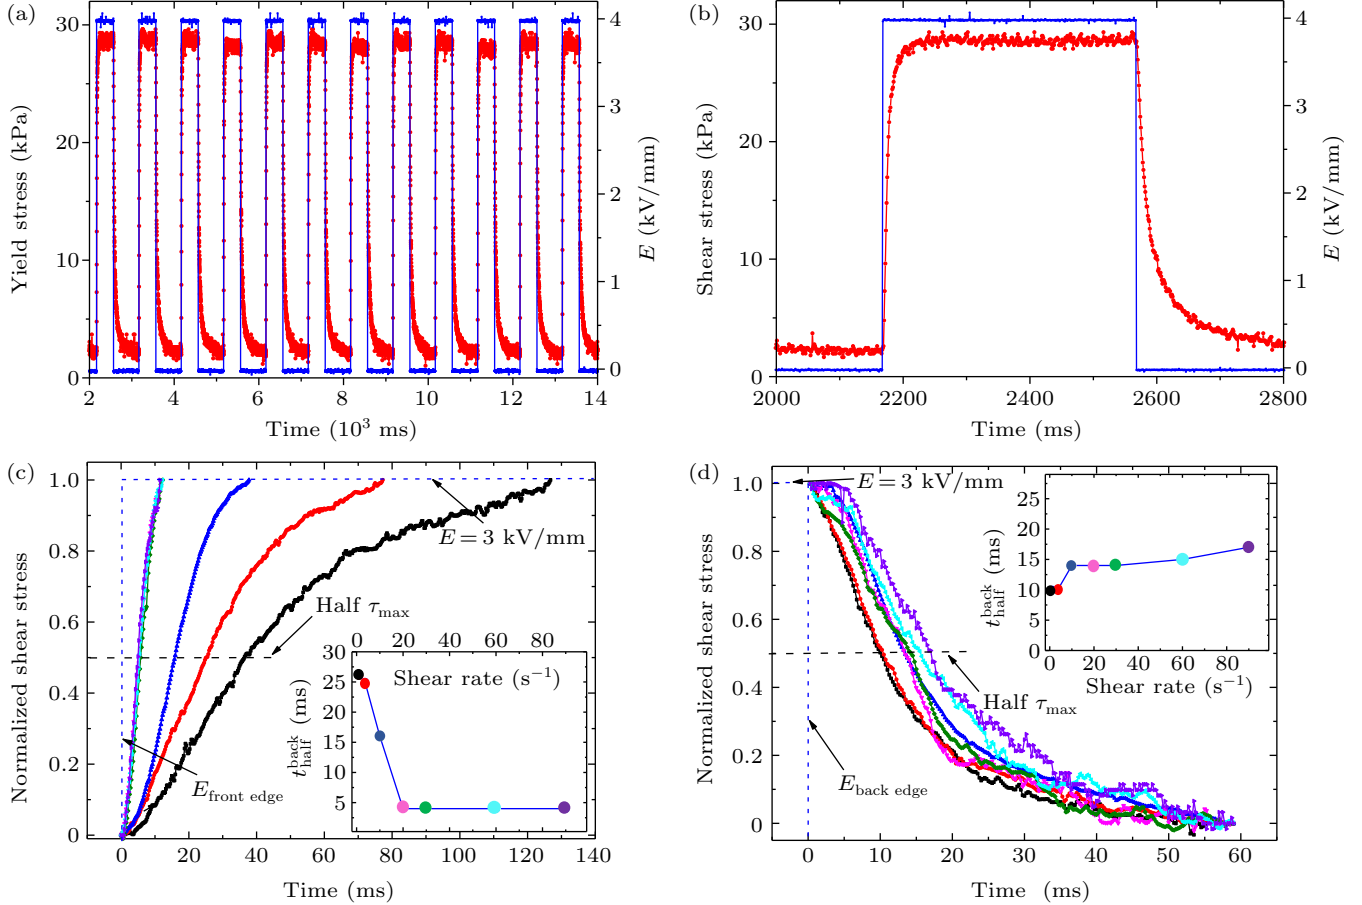 (a)
30
20
10
0
Yield stress (kPa)
4
3
2
1
0
E (kV/mm)
2 4 6 8 10 12 14
Time (10³ ms)
(b)
30
20
10
0
Shear stress (kPa)
4
3
2
1
0
E (kV/mm)
2000 2200 2400 2600 2800
Time (ms)
(c)
1.0
0.8
0.6
0.4
0.2
0
Normalized shear stress
E = 3 kV/mm
Half τmax
Efront edge
0 20 40 60 80
Shear rate (s⁻¹)
30
25
20
15
10
5
0
t back half (ms)
0 20 40 60 80 100 120 140
Time (ms)
(d)
1.0
0.8
0.6
0.4
0.2
0
Normalized shear stress
E = 3 kV/mm
Half τmax
Eback edge
25
20
15
10
5
0
t back half (ms)
0 20 40 60 80
Shear rate (s⁻¹)
0 10 20 30 40 50 60
Time (ms)